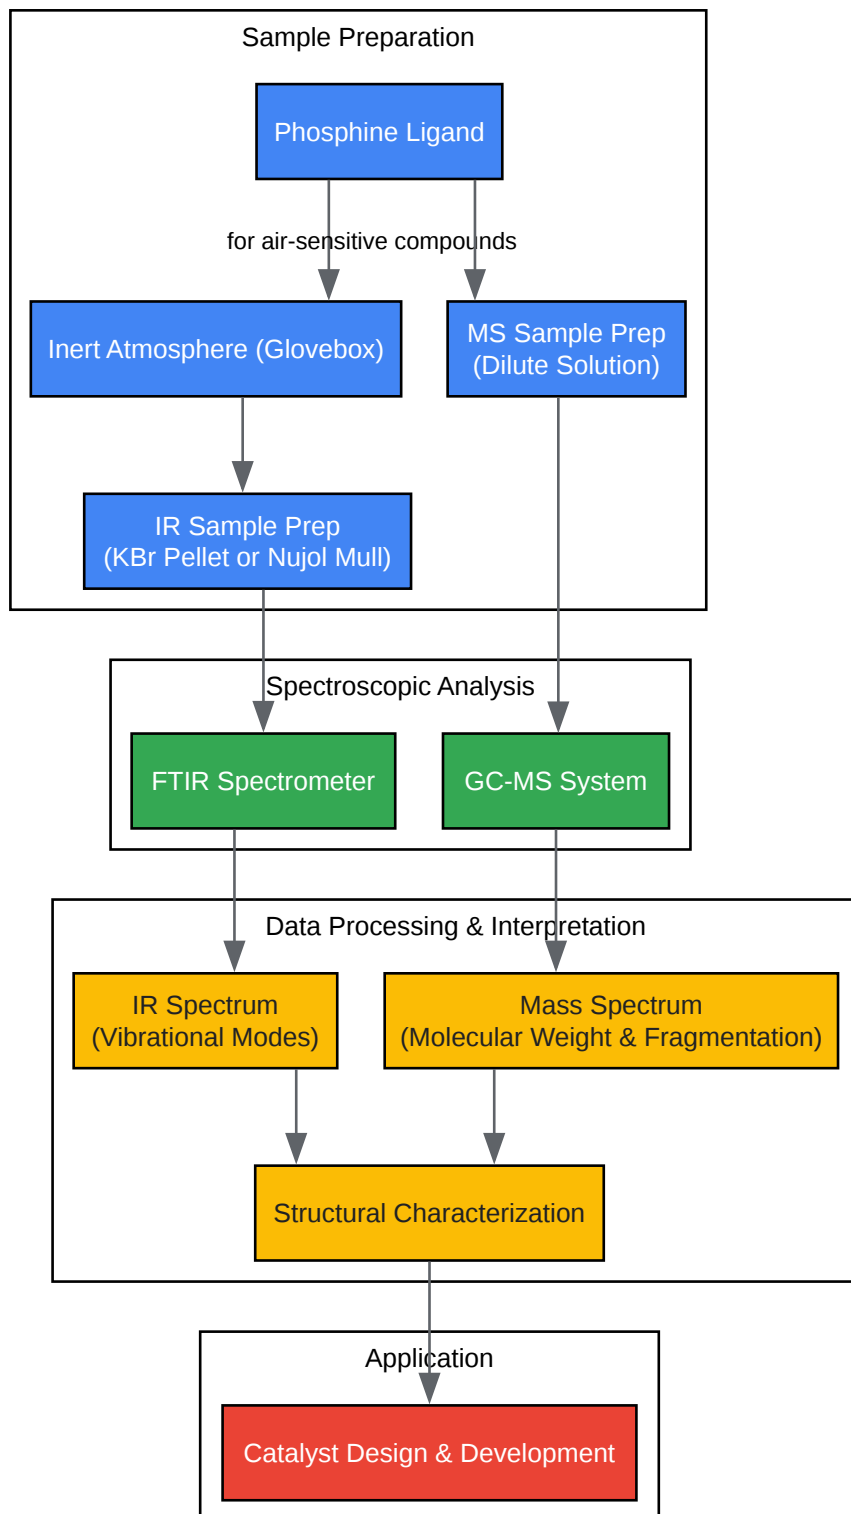 Sample Preparation
Phosphine Ligand
for air-sensitive compounds
Inert Atmosphere (Glovebox)
MS Sample Prep
(Dilute Solution)
IR Sample Prep
(KBr Pellet or Nujol Mull)
Spectroscopic Analysis
FTIR Spectrometer
GC-MS System
Data Processing & Interpretation
IR Spectrum
(Vibrational Modes)
Mass Spectrum
(Molecular Weight & Fragmentation)
Structural Characterization
Application
Catalyst Design & Development